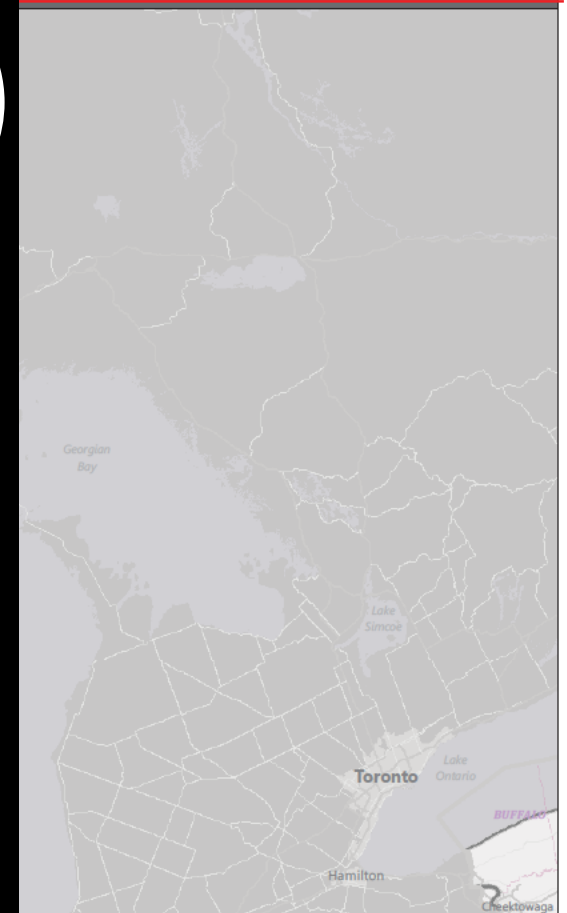 Georgian
Bay
Lake
Simcoe
Lake
Ontario
Toronto
BUFFALO
Hamilton
Cheektowaga